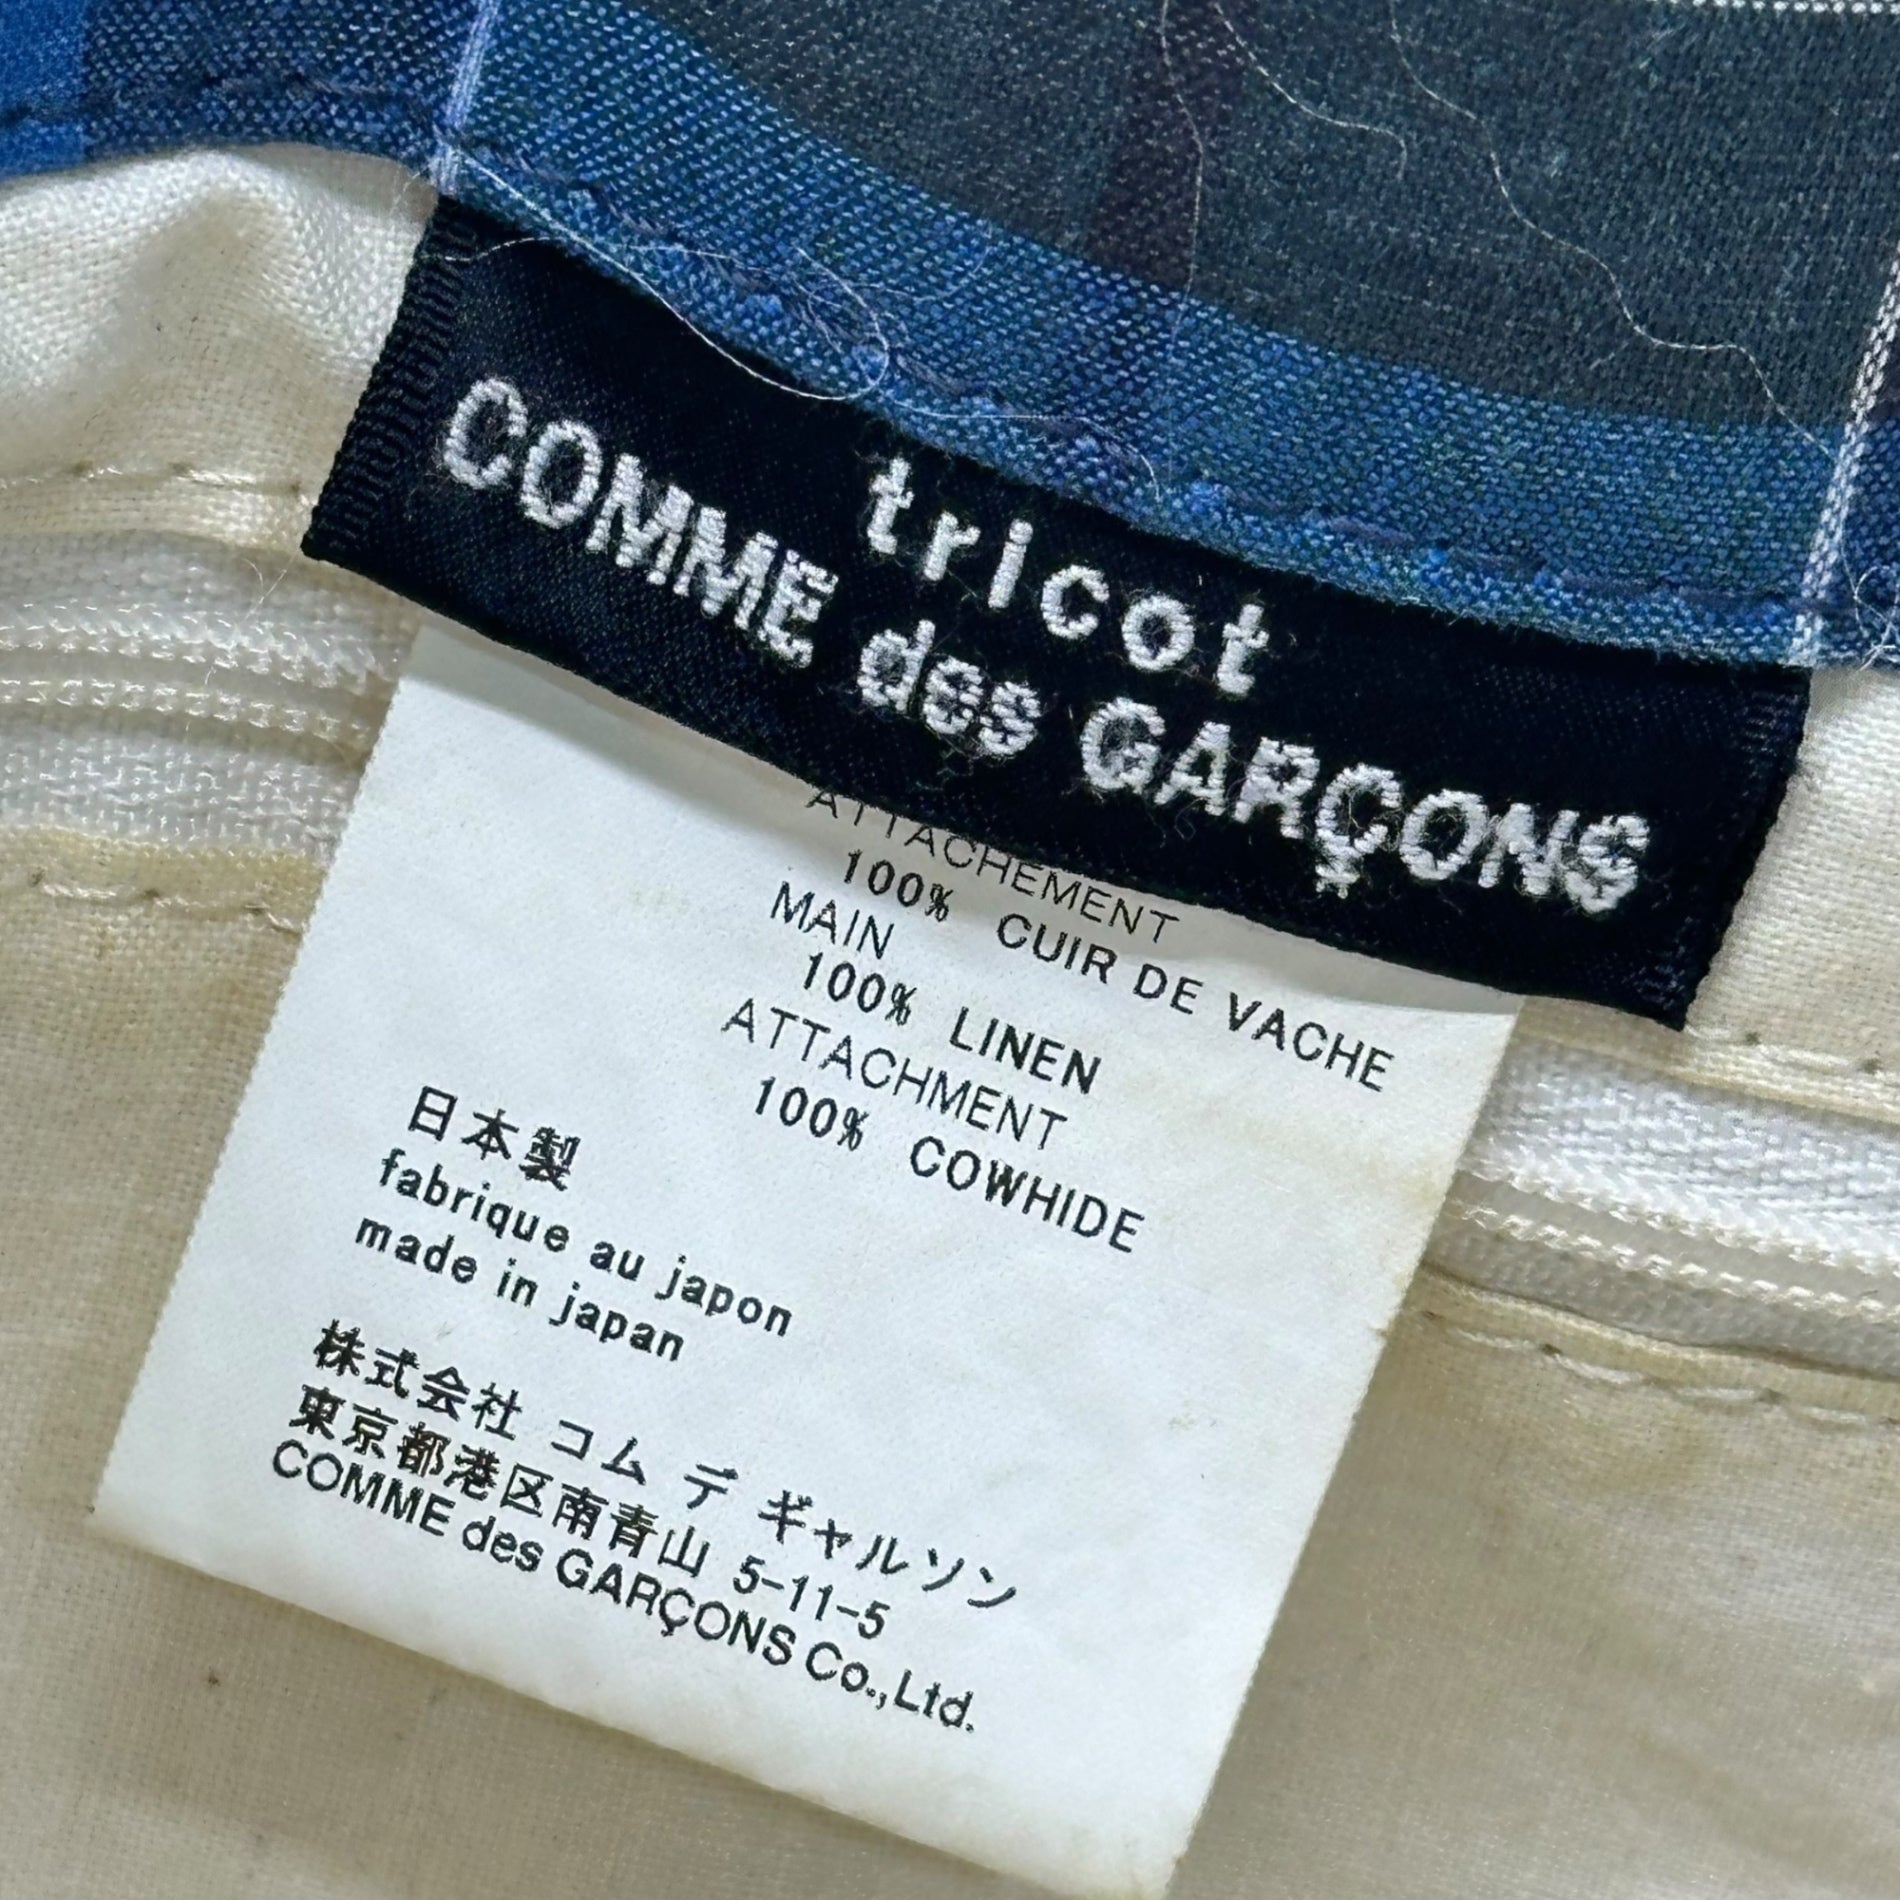 tricot
COMME des GARÇONS
ATTACHEMENT
100% CUIR DE VACHE
MAIN
100% LINEN
ATTACHMENT
100% COWHIDE
日本製
fabrique au japon
made in japan
株式会社 コム デ ギャルソン
東京都港区南青山 5-11-5
COMME des GARÇONS Co.,Ltd.